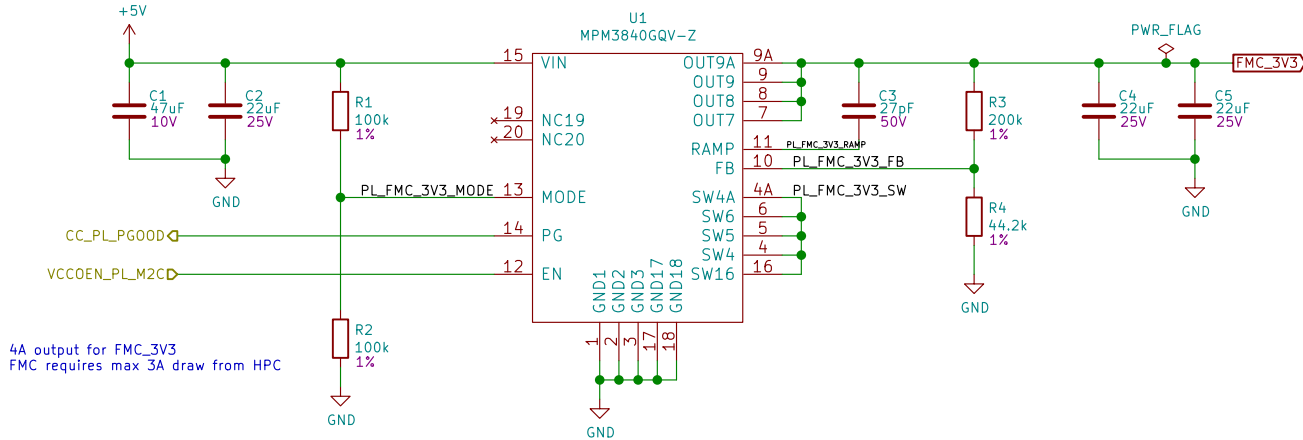 +5V
U1
MPM3840GQV-Z
PWR_FLAG
FMC_3V3
15
VIN
OUT9A
9A
OUT9
9
OUT8
8
OUT7
7
C1
47uF
10V
C2
22uF
25V
R1
100k
1%
19
NC19
20
NC20
C3
27pF
50V
R3
200k
1%
C4
22uF
25V
C5
22uF
25V
RAMP
11
PL_FMC_3V3_RAMP
FB
10
PL_FMC_3V3_FB
GND
PL_FMC_3V3_MODE
13
MODE
SW4A
4A
PL_FMC_3V3_SW
SW6
6
SW5
5
SW4
4
SW16
16
R4
44.2k
1%
GND
CC_PL_PGOOD
14
PG
VCCOEN_PL_M2C
12
EN
GND1
GND2
GND3
GND17
GND18
1
2
3
17
18
GND
R2
100k
1%
4A output for FMC_3V3
FMC requires max 3A draw from HPC
GND
GND